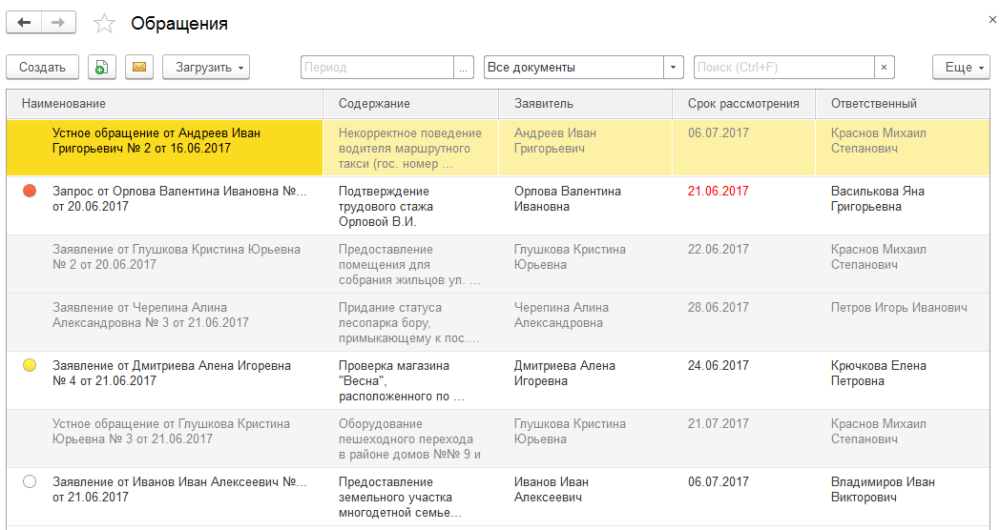 Обращения
Создать
Загрузить
Период
...
Все документы
Поиск (Ctrl+F)
×
Еще
Наименование
Содержание
Заявитель
Срок рассмотрения
Ответственный
Устное обращение от Андреев Иван
Григорьевич № 2 от 16.06.2017
Некорректное поведение
водителя маршрутного
такси (гос. номер ...
Андреев Иван
Григорьевич
06.07.2017
Краснов Михаил
Степанович
Запрос от Орлова Валентина Ивановна №...
от 20.06.2017
Подтверждение
трудового стажа
Орловой В.И.
Орлова Валентина
Ивановна
21.06.2017
Василькова Яна
Григорьевна
Заявление от Глушкова Кристина Юрьевна
№ 2 от 20.06.2017
Предоставление
помещения для
собрания жильцов ул. ...
Глушкова Кристина
Юрьевна
22.06.2017
Краснов Михаил
Степанович
Заявление от Черепина Алина
Александровна № 3 от 21.06.2017
Придание статуса
лесопарка бору,
примыкающему к пос....
Черепина Алина
Александровна
28.06.2017
Петров Игорь Иванович
Заявление от Дмитриева Алена Игоревна
№ 4 от 21.06.2017
Проверка магазина
"Весна",
расположенного по ...
Дмитриева Алена
Игоревна
24.06.2017
Крючкова Елена
Петровна
Устное обращение от Глушкова Кристина
Юрьевна № 3 от 21.06.2017
Оборудование
пешеходного перехода
в районе домов №№ 9 и
Глушкова Кристина
Юрьевна
21.07.2017
Краснов Михаил
Степанович
Заявление от Иванов Иван Алексеевич №...
от 21.06.2017
Предоставление
земельного участка
многодетной семье...
Иванов Иван
Алексеевич
06.07.2017
Владимиров Иван
Викторович